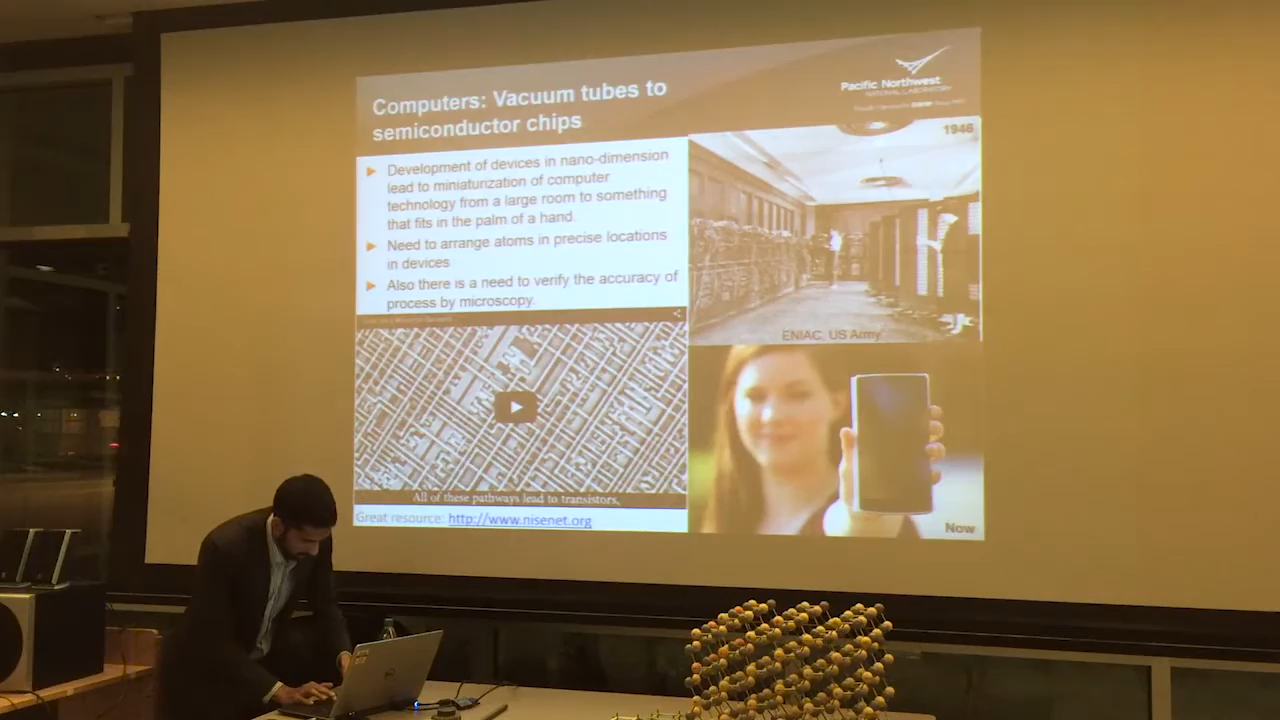 Computers: Vacuum tubes to
semiconductor chips
Pacific Northwest
NATIONAL LABORATORY
Development of devices in nano-dimension
lead to miniaturization of computer
technology from a large room to something
that fits in the palm of a hand.
Need to arrange atoms in precise locations
in devices
Also there is a need to verify the accuracy of
process by microscopy.
1946
ENIAC, US Army
All of these pathways lead to transistors,
Great resource: http://www.nisenet.org
Now
DELL